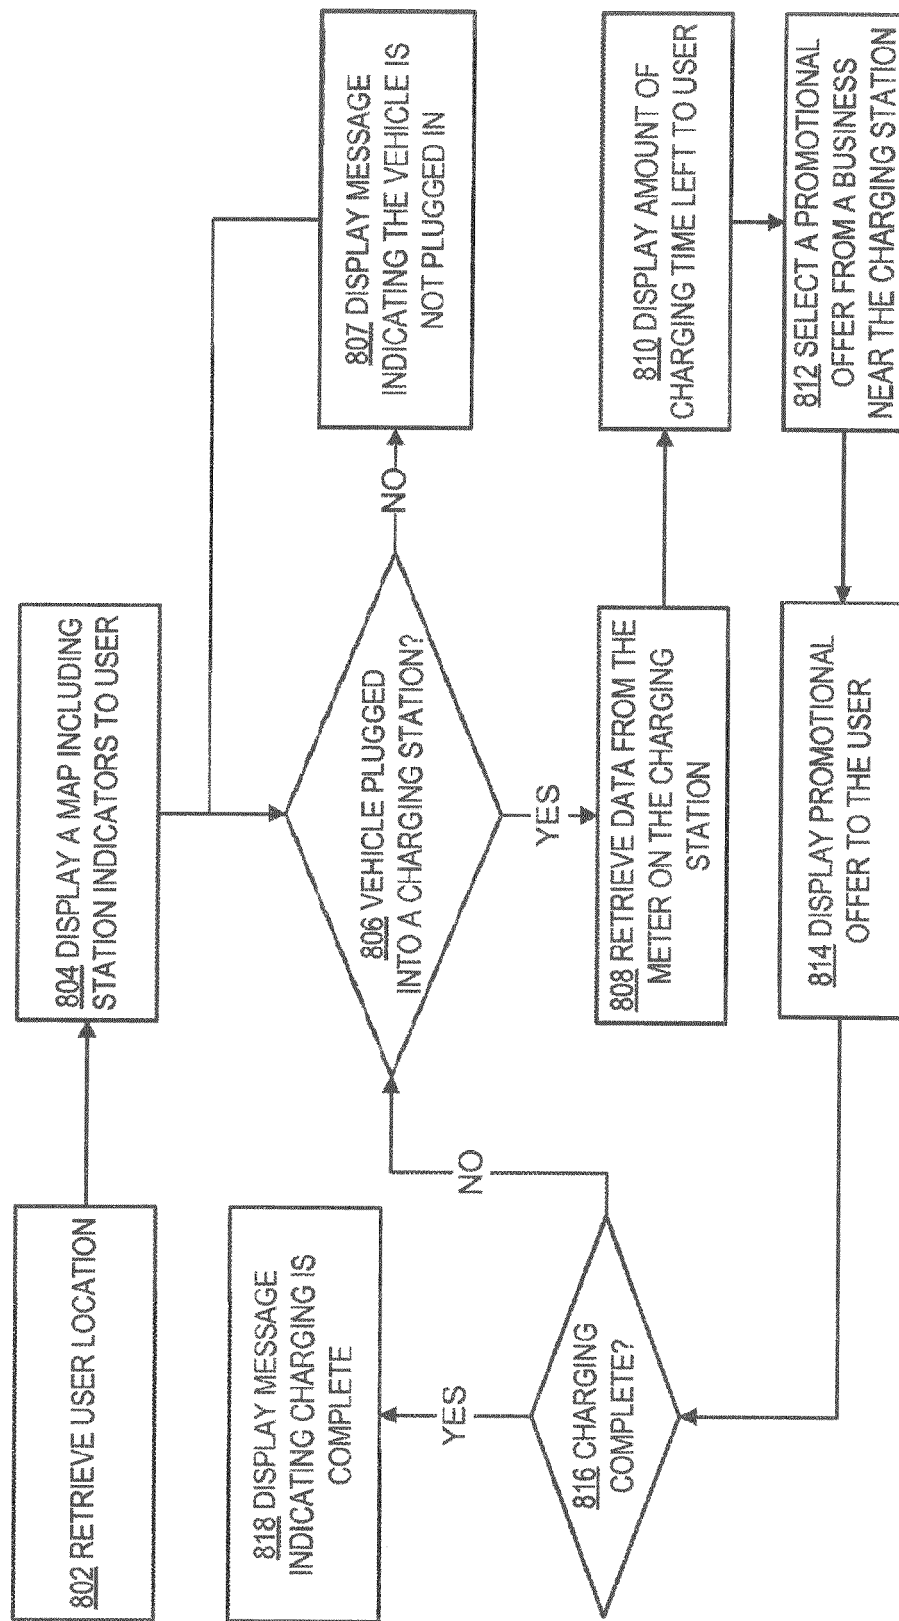 802 RETRIEVE USER LOCATION
804 DISPLAY A MAP INCLUDING
STATION INDICATORS TO USER
806 VEHICLE PLUGGED
INTO A CHARGING STATION?
NO
807 DISPLAY MESSAGE
INDICATING THE VEHICLE IS
NOT PLUGGED IN
YES
808 RETRIEVE DATA FROM THE
METER ON THE CHARGING
STATION
810 DISPLAY AMOUNT OF
CHARGING TIME LEFT TO USER
812 SELECT A PROMOTIONAL
OFFER FROM A BUSINESS
NEAR THE CHARGING STATION
814 DISPLAY PROMOTIONAL
OFFER TO THE USER
816 CHARGING
COMPLETE?
NO
YES
818 DISPLAY MESSAGE
INDICATING CHARGING IS
COMPLETE